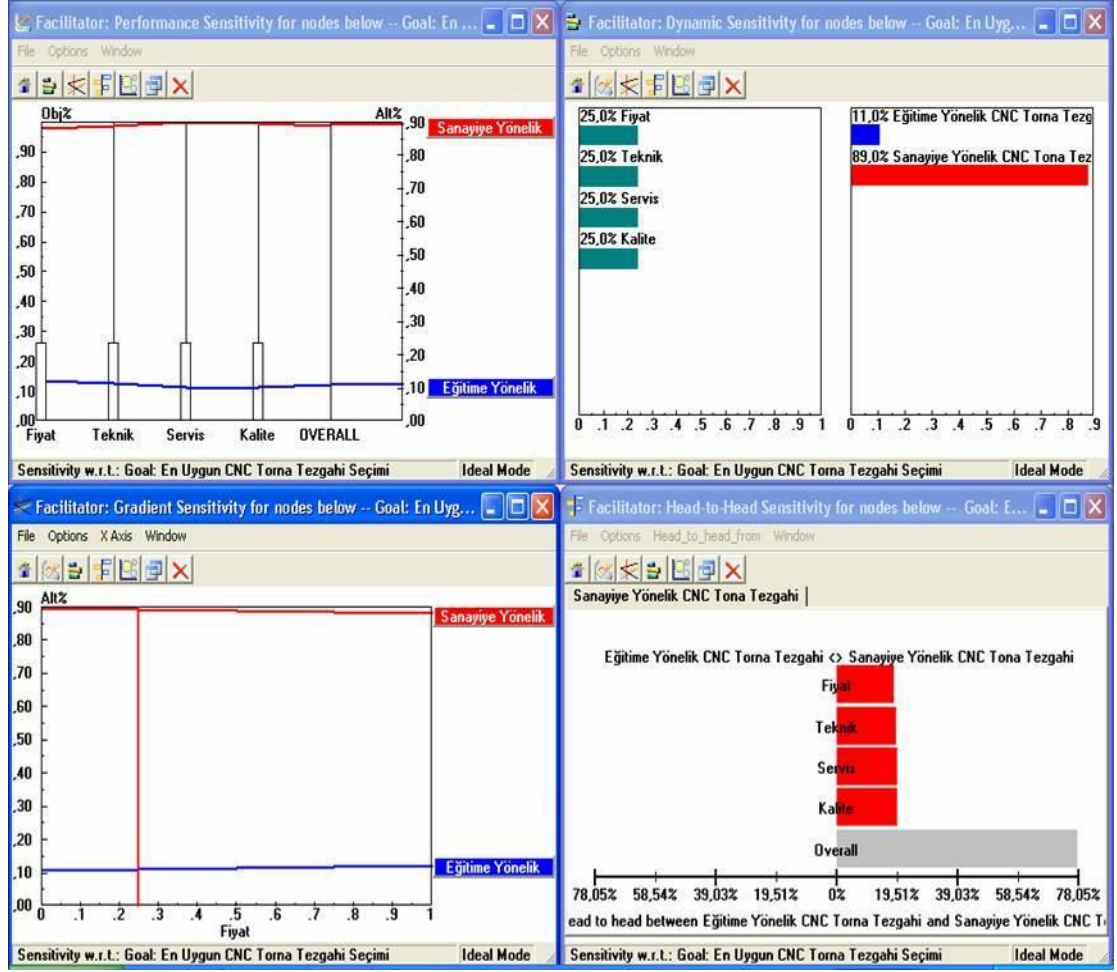 Facilitator: Performance Sensitivity for nodes below -- Goal: En ...
File Options Window
Obj% Alt%
,90 ,80 ,70 ,60 ,50 ,40 ,30 ,20 ,10 ,00
,90 ,80 ,70 ,60 ,50 ,40 ,30 ,20 ,10 ,00
Sanayiye Yönelik
Eğitime Yönelik
Fiyat Teknik Servis Kalite OVERALL
Sensitivity w.r.t.: Goal: En Uygun CNC Torna Tezgahi Seçimi Ideal Mode
Facilitator: Dynamic Sensitivity for nodes below -- Goal: En Uyg...
File Options Window
25,0% Fiyat
25,0% Teknik
25,0% Servis
25,0% Kalite
0 .1 .2 .3 .4 .5 .6 .7 .8 .9 1
11,0% Eğitime Yönelik CNC Torna Tezg
89,0% Sanayiye Yönelik CNC Tona Tez
0 .1 .2 .3 .4 .5 .6 .7 .8 .9
Sensitivity w.r.t.: Goal: En Uygun CNC Torna Tezgahi Seçimi Ideal Mode
Facilitator: Gradient Sensitivity for nodes below -- Goal: En Uyg...
File Options X Axis Window
Alt%
,90 ,80 ,70 ,60 ,50 ,40 ,30 ,20 ,10 ,00
Sanayiye Yönelik
Eğitime Yönelik
0 .1 .2 .3 .4 .5 .6 .7 .8 .9 1
Fiyat
Sensitivity w.r.t.: Goal: En Uygun CNC Torna Tezgahi Seçimi Ideal Mode
Facilitator: Head-to-Head Sensitivity for nodes below -- Goal: E...
File Options Head_to_head_from Window
Sanayiye Yönelik CNC Tona Tezgahi
Eğitime Yönelik CNC Torna Tezgahi <> Sanayiye Yönelik CNC Tona Tezgahi
Fiyat
Teknik
Servis
Kalite
Overall
78,05% 58,54% 39,03% 19,51% 0% 19,51% 39,03% 58,54% 78,05%
ead to head between Eğitime Yönelik CNC Torna Tezgahi and Sanayiye Yönelik CNC T
Sensitivity w.r.t.: Goal: En Uygun CNC Torna Tezgahi Seçimi Ideal Mode